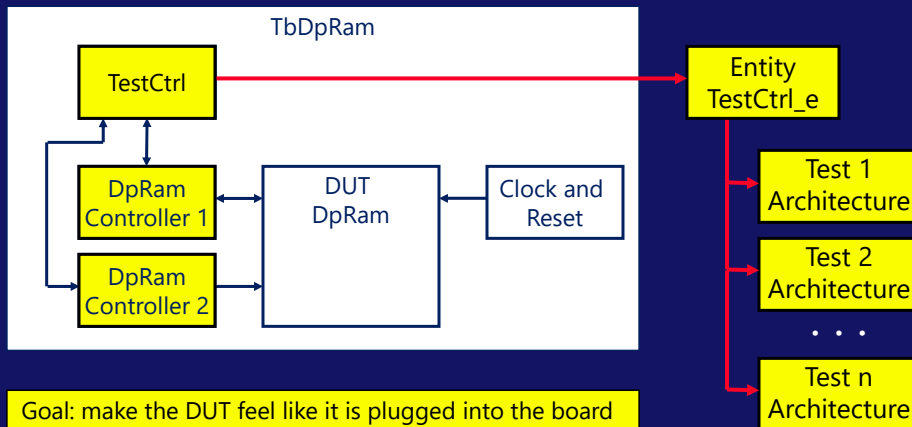 TbDpRam
TestCtrl
Entity
TestCtrl_e
DpRam
Controller 1
DUT
DpRam
Clock and
Reset
DpRam
Controller 2
Test 1
Architecture
Test 2
Architecture
. . .
Test n
Architecture
Goal: make the DUT feel like it is plugged into the board